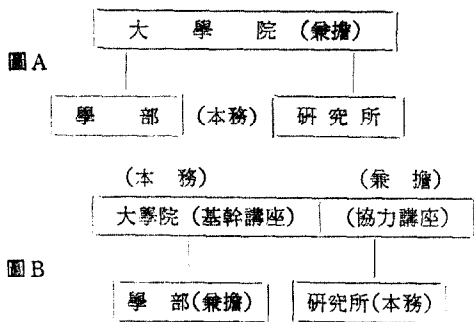 大 學 院 (兼擔)
圖 A
學 部 (本務) 研 究 所
(本 務) (兼 擔)
大學院 (基幹講座) (協力講座)
圖 B
學 部(兼擔) 研究所(本務)